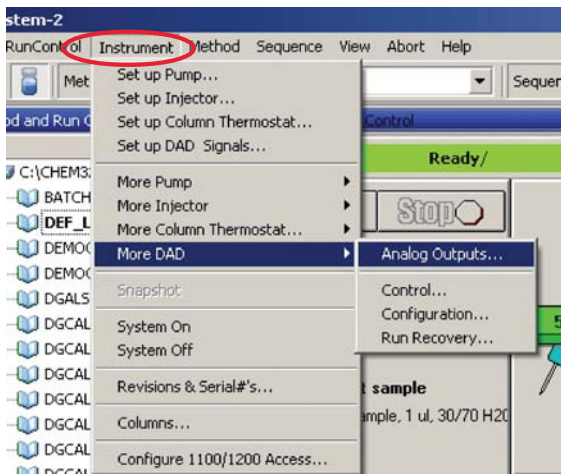 stem-2
RunControl Instrument Method Sequence View Abort Help
Met
Sequen
od and Run C
Control
Set up Pump...
Set up Injector...
Set up Column Thermostat...
Set up DAD Signals...
Ready/
More Pump
More Injector
More Column Thermostat...
More DAD
Stop
Analog Outputs...
Control...
Configuration...
Run Recovery...
Snapshot
System On
System Off
Revisions & Serial#'s...
Columns...
Configure 1100/1200 Access...
C:\CHEM3
BATCH
DEF_L
DEMO
DEMO
DGALS
DGCAL
DGCAL
DGCAL
DGCAL
DGCAL
DGCAL
DGCAL
5
t sample
mple, 1 ul, 30/70 H2O